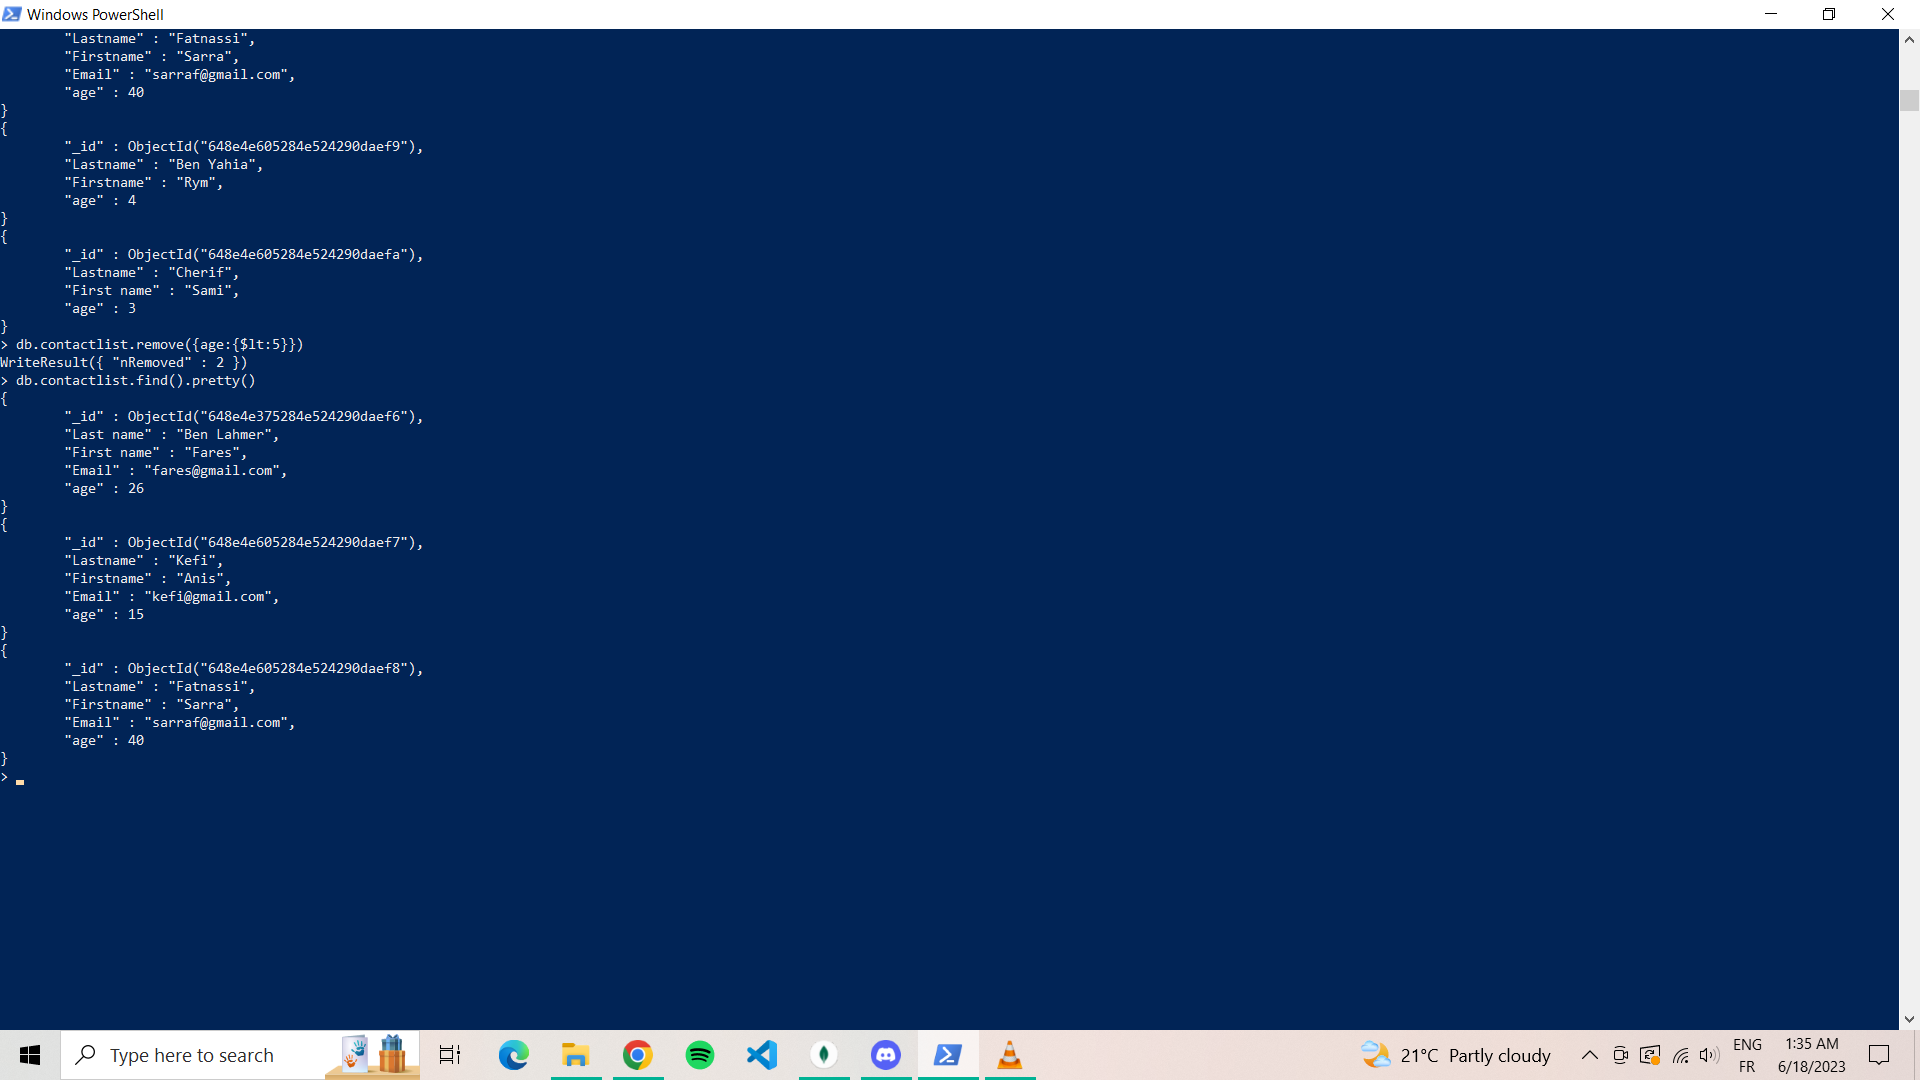 Windows PowerShell
"Lastname" : "Fatnassi",
"Firstname" : "Sarra",
"Email" : "sarraf@gmail.com",
"age" : 40
}
{
"_id" : ObjectId("648e4e605284e524290daef9"),
"Lastname" : "Ben Yahia",
"Firstname" : "Rym",
"age" : 4
}
{
"_id" : ObjectId("648e4e605284e524290daefa"),
"Lastname" : "Cherif",
"First name" : "Sami",
"age" : 3
}
> db.contactlist.remove({age:{$lt:5}})
WriteResult({ "nRemoved" : 2 })
> db.contactlist.find().pretty()
{
"_id" : ObjectId("648e4e375284e524290daef6"),
"Last name" : "Ben Lahmer",
"First name" : "Fares",
"Email" : "fares@gmail.com",
"age" : 26
}
{
"_id" : ObjectId("648e4e605284e524290daef7"),
"Lastname" : "Kefi",
"Firstname" : "Anis",
"Email" : "kefi@gmail.com",
"age" : 15
}
{
"_id" : ObjectId("648e4e605284e524290daef8"),
"Lastname" : "Fatnassi",
"Firstname" : "Sarra",
"Email" : "sarraf@gmail.com",
"age" : 40
}
>
Type here to search
21°C Partly cloudy
ENG
FR
1:35 AM
6/18/2023